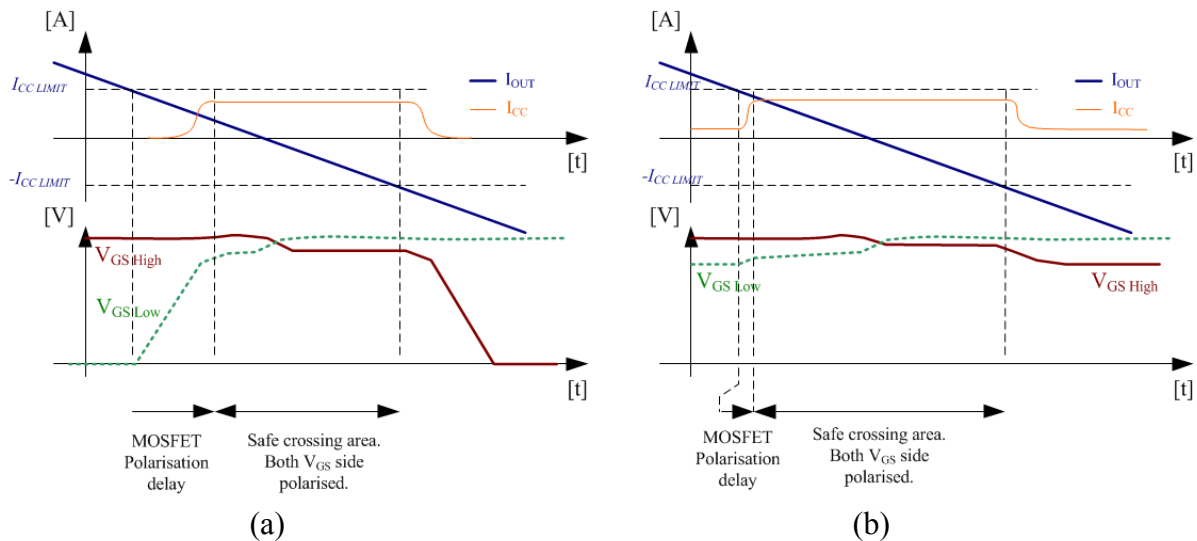 [A]
I_CC LIMIT
I_OUT
I_CC
[t]
-I_CC LIMIT
[V]
V_GS High
V_GS Low
[t]
MOSFET
Polarisation
delay
Safe crossing area.
Both V_GS side
polarised.
(a)
[A]
I_CC LIMIT
I_OUT
I_CC
[t]
-I_CC LIMIT
[V]
V_GS Low
V_GS High
[t]
MOSFET
Polarisation
delay
Safe crossing area.
Both V_GS side
polarised.
(b)